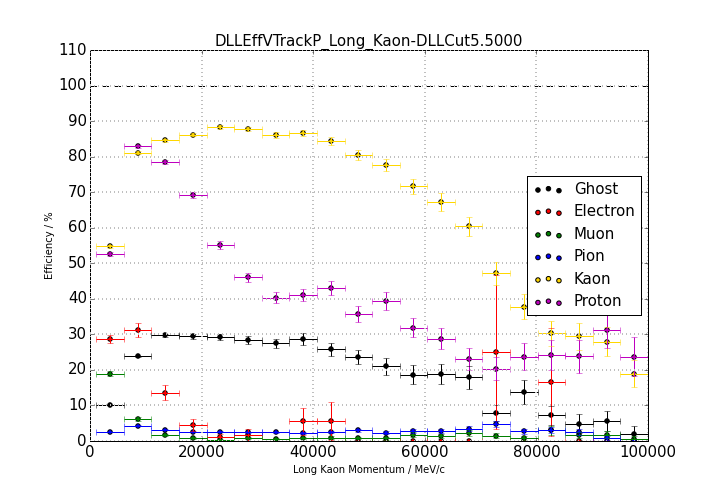 DLLEffVTrackP_Long_Kaon-DLLCut5.5000
110
100
90
80
70
60
50
40
30
20
10
0
Efficiency / %
Ghost
Electron
Muon
Pion
Kaon
Proton
0 20000 40000 60000 80000 100000
Long Kaon Momentum / MeV/c